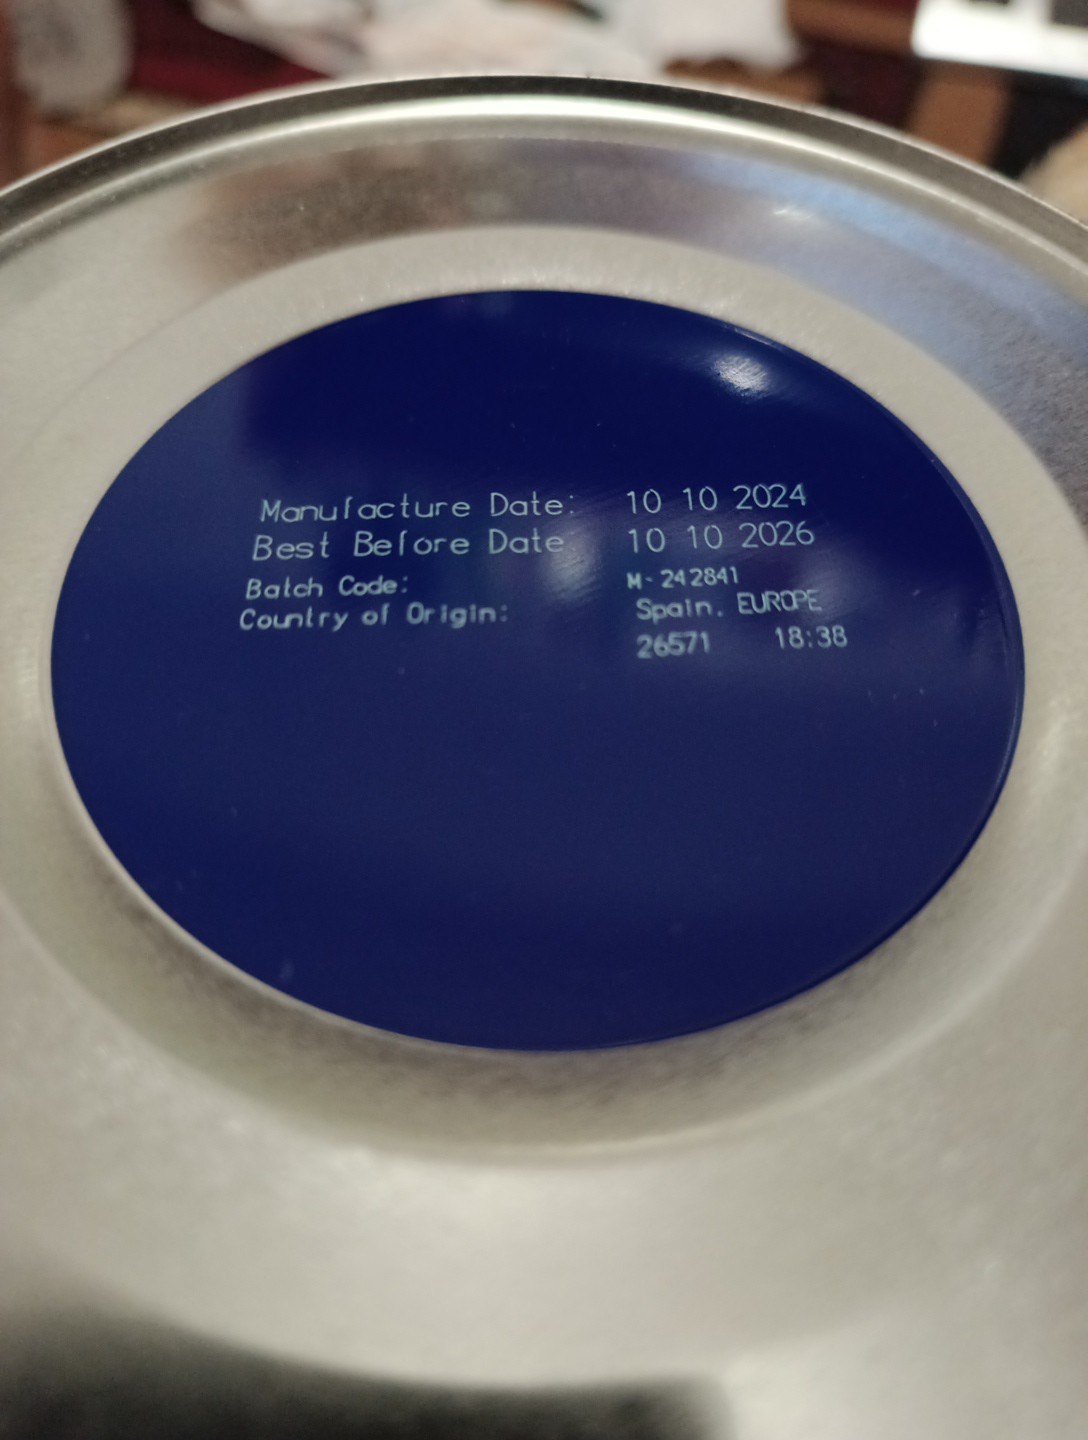 Manufacture Date: 10 10 2024
Best Before Date: 10 10 2026
Batch Code: M-242841
Country of Origin: Spain, EUROPE
26571 18:38